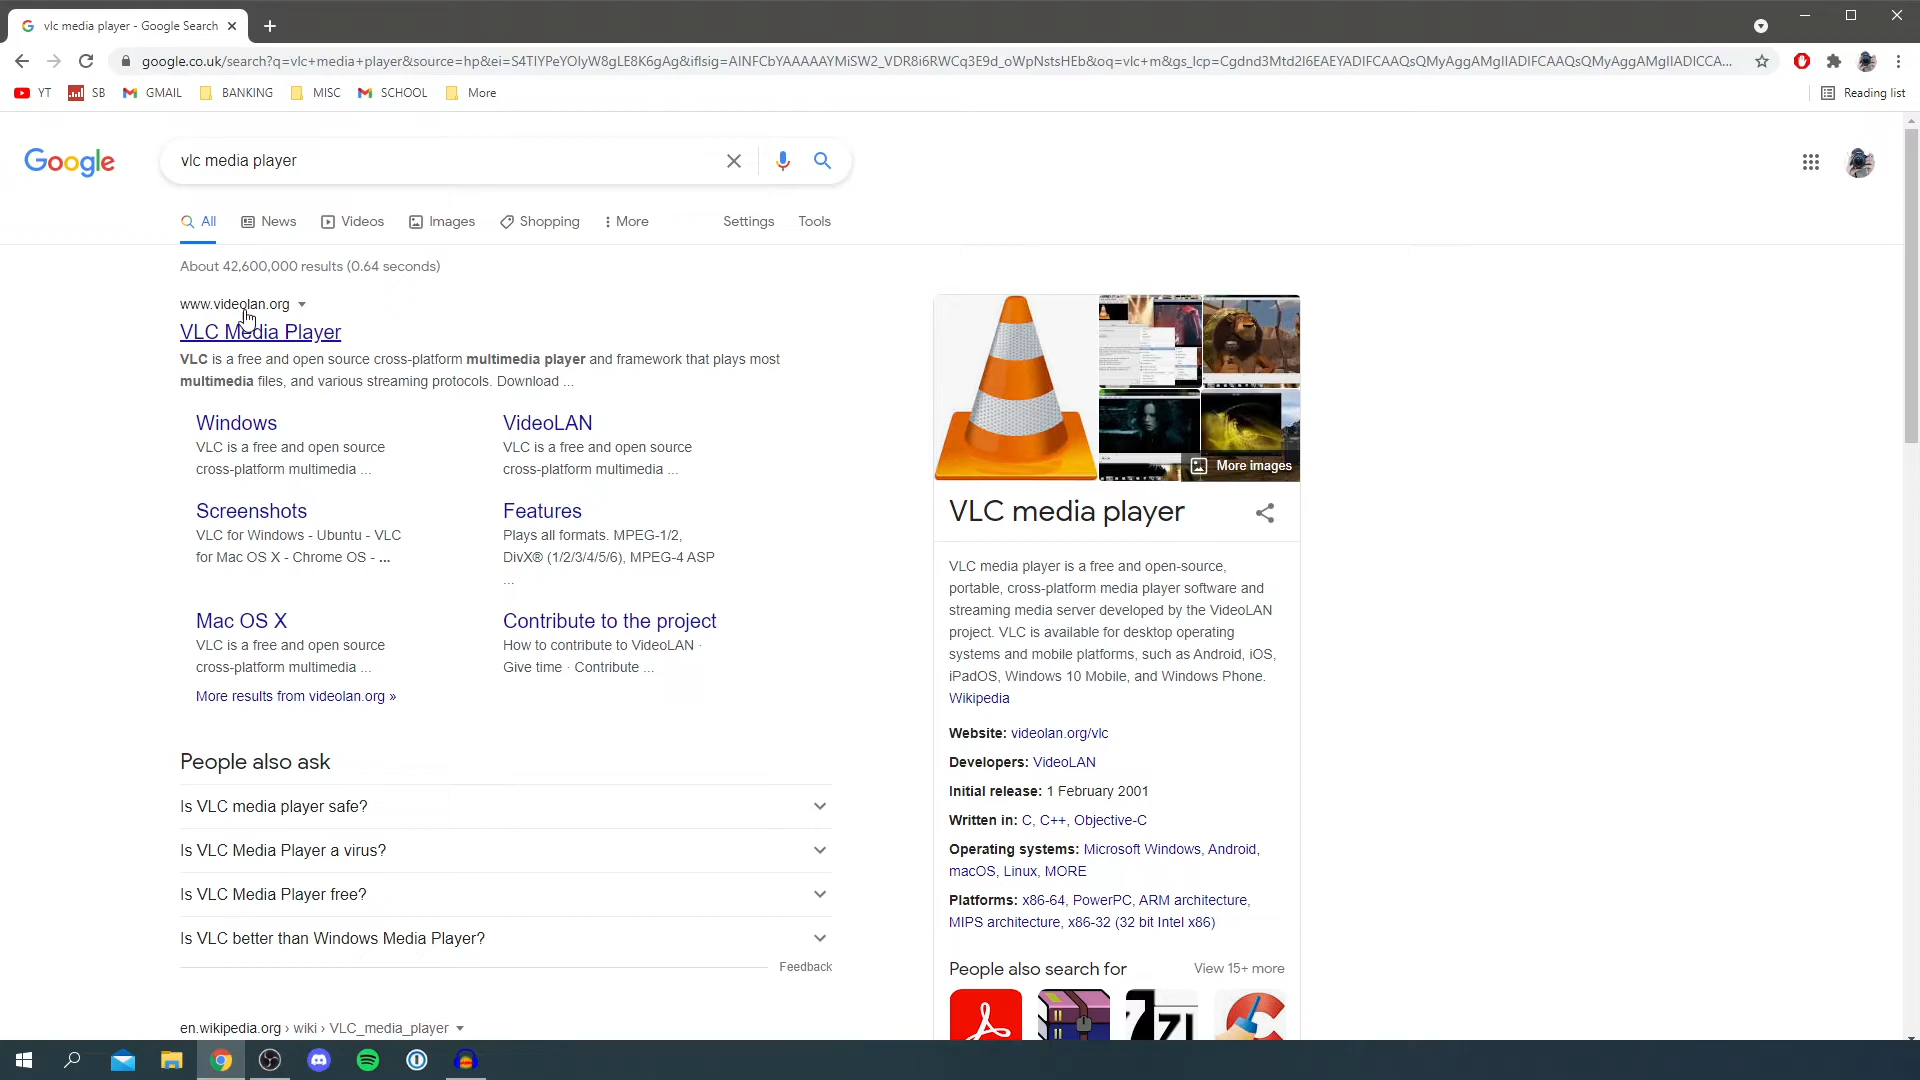 vlc media player - Google Search
google.co.uk/search?q=vlc+media+player&source=hp&ei=S4TIYPeYOIyW8gLE8K6gAg&iflsig=AINFCbYAAAAAYMiSW2_VDR8i6RWCq3E9d_oWpNstsHEb&oq=vlc+m&gs_lcp=Cgdnd3Mtd2l6EAEYADIFCAAQsQMyAggAMgIIADIFCAAQsQMyAggAMgIIADICCA...
YT SB GMAIL BANKING MISC SCHOOL More Reading list
Google vlc media player
All News Videos Images Shopping More Settings Tools
About 42,600,000 results (0.64 seconds)
www.videolan.org
VLC Media Player
VLC is a free and open source cross-platform multimedia player and framework that plays most
multimedia files, and various streaming protocols. Download ...
Windows
VLC is a free and open source
cross-platform multimedia ...
VideoLAN
VLC is a free and open source
cross-platform multimedia ...
Screenshots
VLC for Windows - Ubuntu - VLC
for Mac OS X - Chrome OS - ...
Features
Plays all formats. MPEG-1/2,
DivX® (1/2/3/4/5/6), MPEG-4 ASP
...
Mac OS X
VLC is a free and open source
cross-platform multimedia ...
Contribute to the project
How to contribute to VideoLAN ·
Give time · Contribute ...
More results from videolan.org »
People also ask
Is VLC media player safe?
Is VLC Media Player a virus?
Is VLC Media Player free?
Is VLC better than Windows Media Player?
Feedback
en.wikipedia.org › wiki › VLC_media_player
More images
VLC media player
VLC media player is a free and open-source,
portable, cross-platform media player software and
streaming media server developed by the VideoLAN
project. VLC is available for desktop operating
systems and mobile platforms, such as Android, iOS,
iPadOS, Windows 10 Mobile, and Windows Phone.
Wikipedia
Website: videolan.org/vlc
Developers: VideoLAN
Initial release: 1 February 2001
Written in: C, C++, Objective-C
Operating systems: Microsoft Windows, Android,
macOS, Linux, MORE
Platforms: x86-64, PowerPC, ARM architecture,
MIPS architecture, x86-32 (32 bit Intel x86)
People also search for View 15+ more